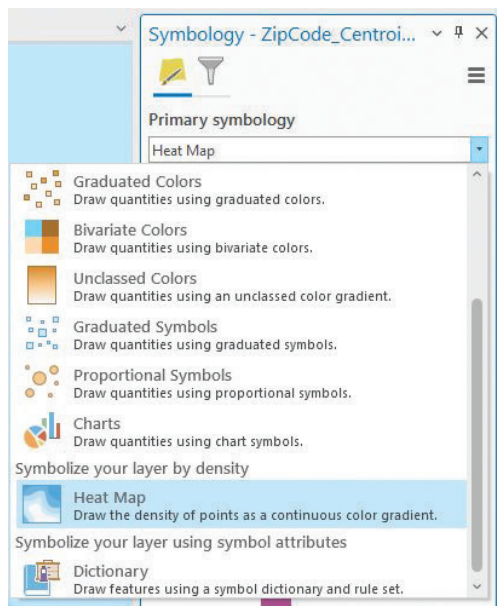 Symbology - ZipCode_Centroi...
Primary symbology
Heat Map
Graduated Colors
Draw quantities using graduated colors.
Bivariate Colors
Draw quantities using bivariate colors.
Unclassed Colors
Draw quantities using an unclassed color gradient.
Graduated Symbols
Draw quantities using graduated symbols.
Proportional Symbols
Draw quantities using proportional symbols.
Charts
Draw quantities using chart symbols.
Symbolize your layer by density
Heat Map
Draw the density of points as a continuous color gradient.
Symbolize your layer using symbol attributes
Dictionary
Draw features using a symbol dictionary and rule set.